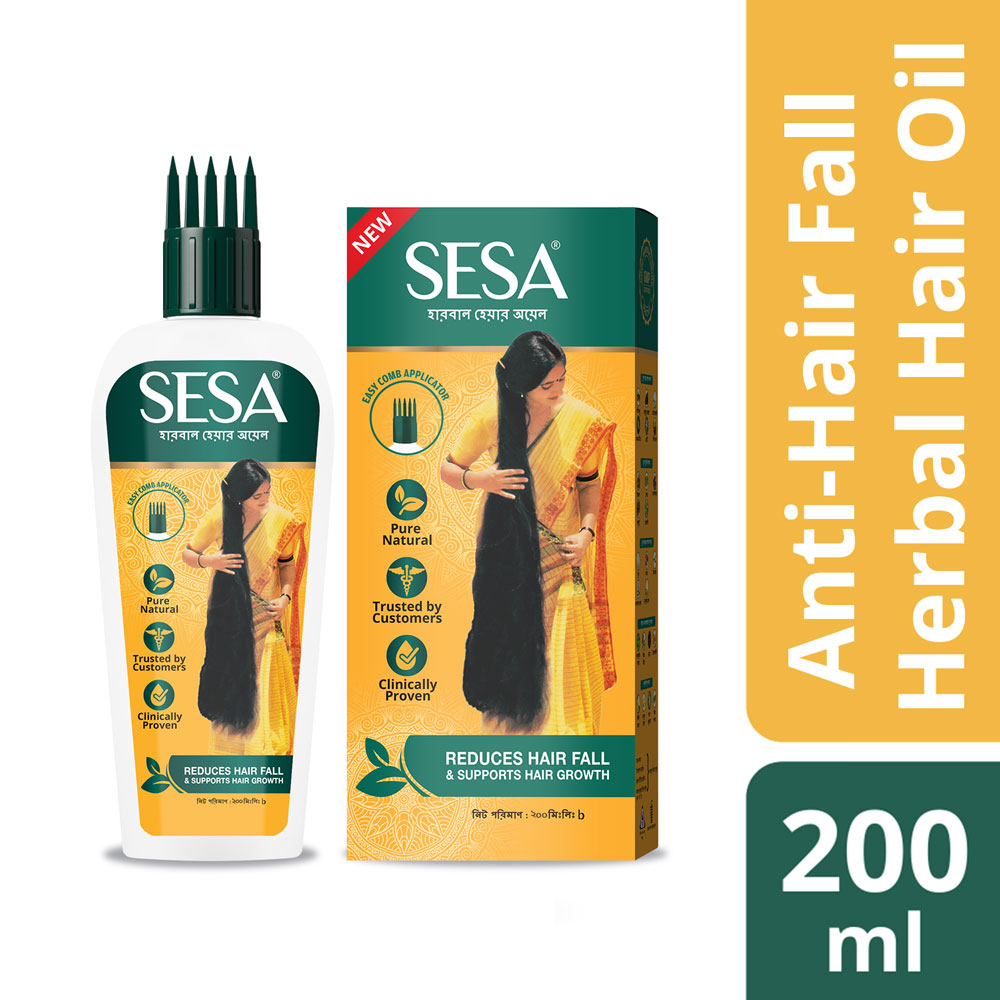 SESA®
হারবাল হেয়ার অয়েল
EASY COMB APPLICATOR
Pure
Natural
Trusted by
Customers
Clinically
Proven
REDUCES HAIR FALL
& SUPPORTS HAIR GROWTH
নিট পরিমাণ : ২০০মিঃলিঃ b
NEW
SESA®
হারবাল হেয়ার অয়েল
EASY COMB APPLICATOR
Pure
Natural
Trusted by
Customers
Clinically
Proven
REDUCES HAIR FALL
& SUPPORTS HAIR GROWTH
নিট পরিমাণ : ২০০মিঃলিঃ b
Anti-Hair Fall
Herbal Hair Oil
200
ml